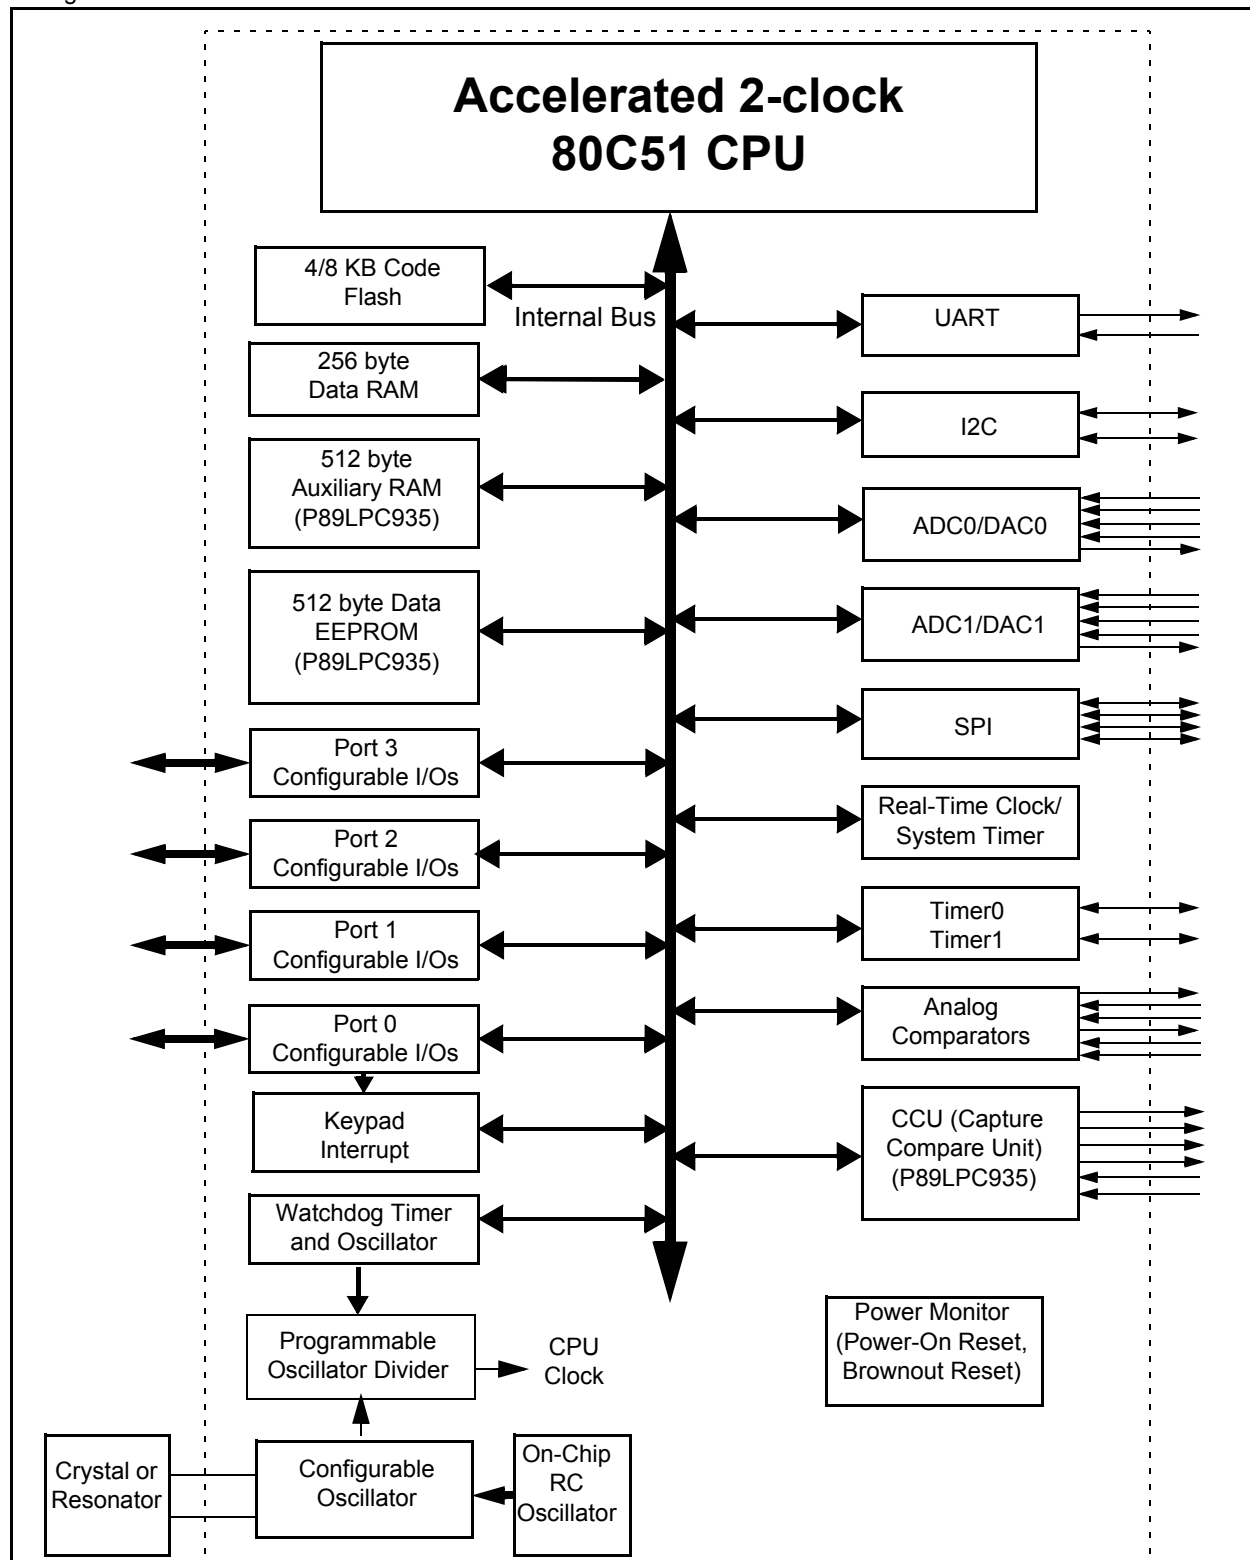 Accelerated 2-clock
80C51 CPU
4/8 KB Code
Flash
Internal Bus
256 byte
Data RAM
512 byte
Auxiliary RAM
(P89LPC935)
512 byte Data
EEPROM
(P89LPC935)
Port 3
Configurable I/Os
Port 2
Configurable I/Os
Port 1
Configurable I/Os
Port 0
Configurable I/Os
Keypad
Interrupt
Watchdog Timer
and Oscillator
Programmable
Oscillator Divider
CPU
Clock
Crystal or
Resonator
Configurable
Oscillator
On-Chip
RC
Oscillator
UART
I2C
ADC0/DAC0
ADC1/DAC1
SPI
Real-Time Clock/
System Timer
Timer0
Timer1
Analog
Comparators
CCU (Capture
Compare Unit)
(P89LPC935)
Power Monitor
(Power-On Reset,
Brownout Reset)